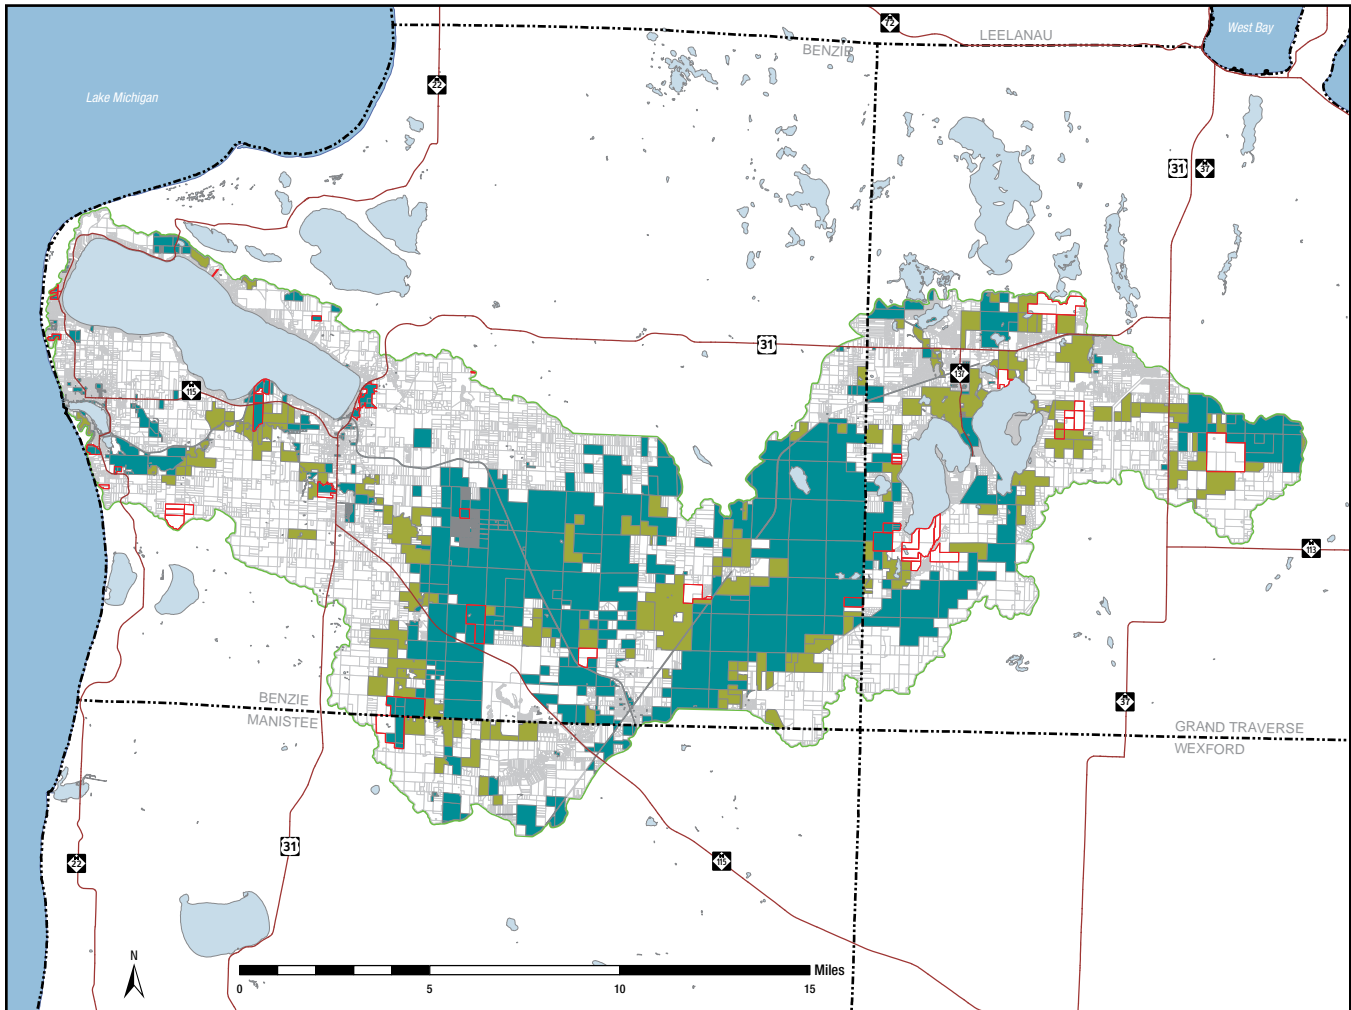 72
LEELANAU
West Bay
BENZIE
M
22
Lake Michigan
31
M
37
31
M
137
M
115
M
113
BENZIE
MANISTEE
M
37
GRAND TRAVERSE
WEXFORD
31
M
22
M
115
N
Miles
0
5
10
15